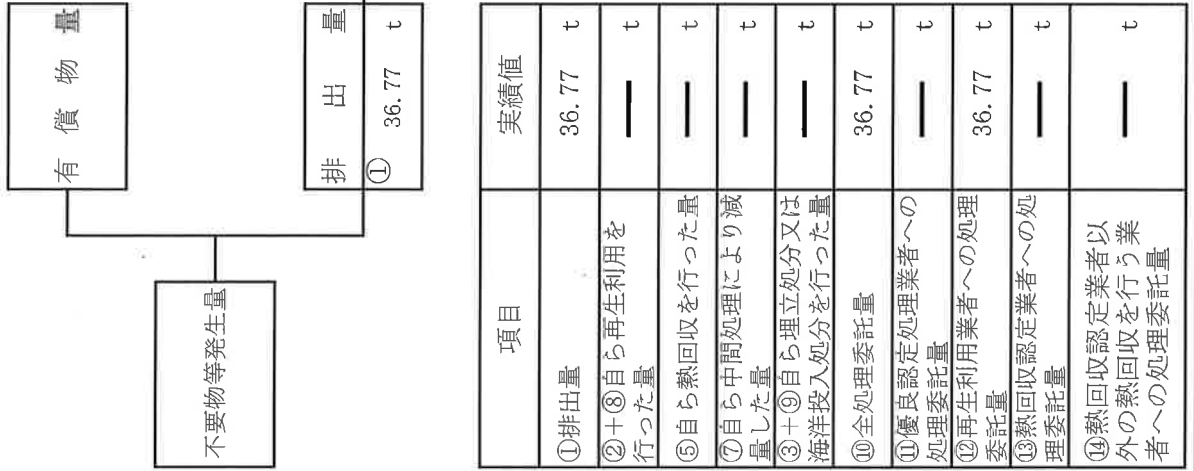 有償物量
不要物等発生量
排出量
① 36.77 t
項目 実績値
①排出量 36.77 t
②+⑧自ら再生利用を
行った量 ー t
⑤自ら熱回収を行った量 ー t
⑦自ら中間処理により減
量した量 ー t
③+⑨自ら埋立処分又は
海洋投入処分を行った量 ー t
⑩全処理委託量 36.77 t
⑪優良認定処理業者への
処理委託量 ー t
⑫再生利用業者への処理
委託量 36.77 t
⑬熱回収認定業者への処
理委託量 ー t
⑭熱回収認定業者以
外の熱回収を行う業
者への処理委託量 ー t